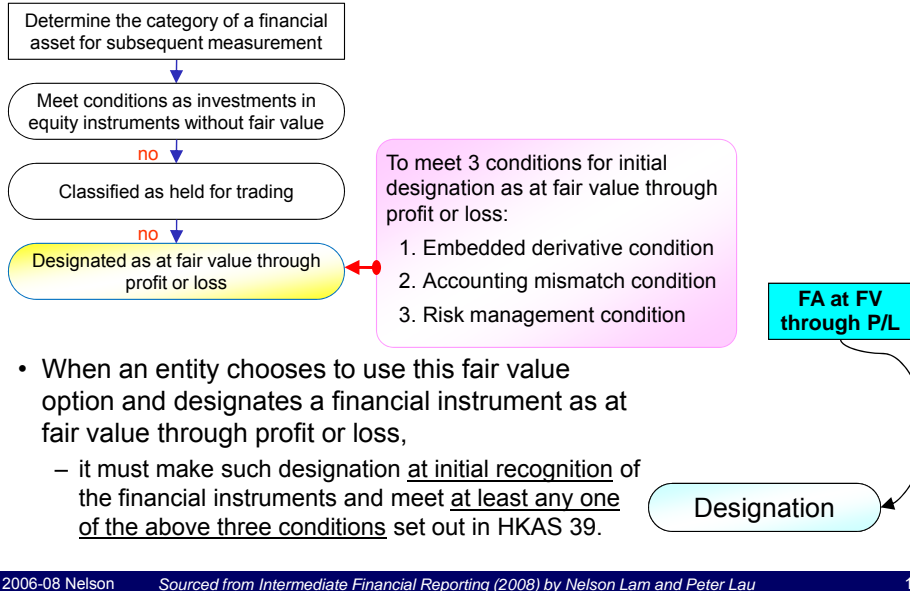 Determine the category of a financial
asset for subsequent measurement
Meet conditions as investments in
equity instruments without fair value
no
Classified as held for trading
no
Designated as at fair value through
profit or loss
To meet 3 conditions for initial
designation as at fair value through
profit or loss:
1. Embedded derivative condition
2. Accounting mismatch condition
3. Risk management condition
FA at FV
through P/L
• When an entity chooses to use this fair value
option and designates a financial instrument as at
fair value through profit or loss,
– it must make such designation at initial recognition of
the financial instruments and meet at least any one
of the above three conditions set out in HKAS 39.
Designation
2006-08 Nelson
Sourced from Intermediate Financial Reporting (2008) by Nelson Lam and Peter Lau
1